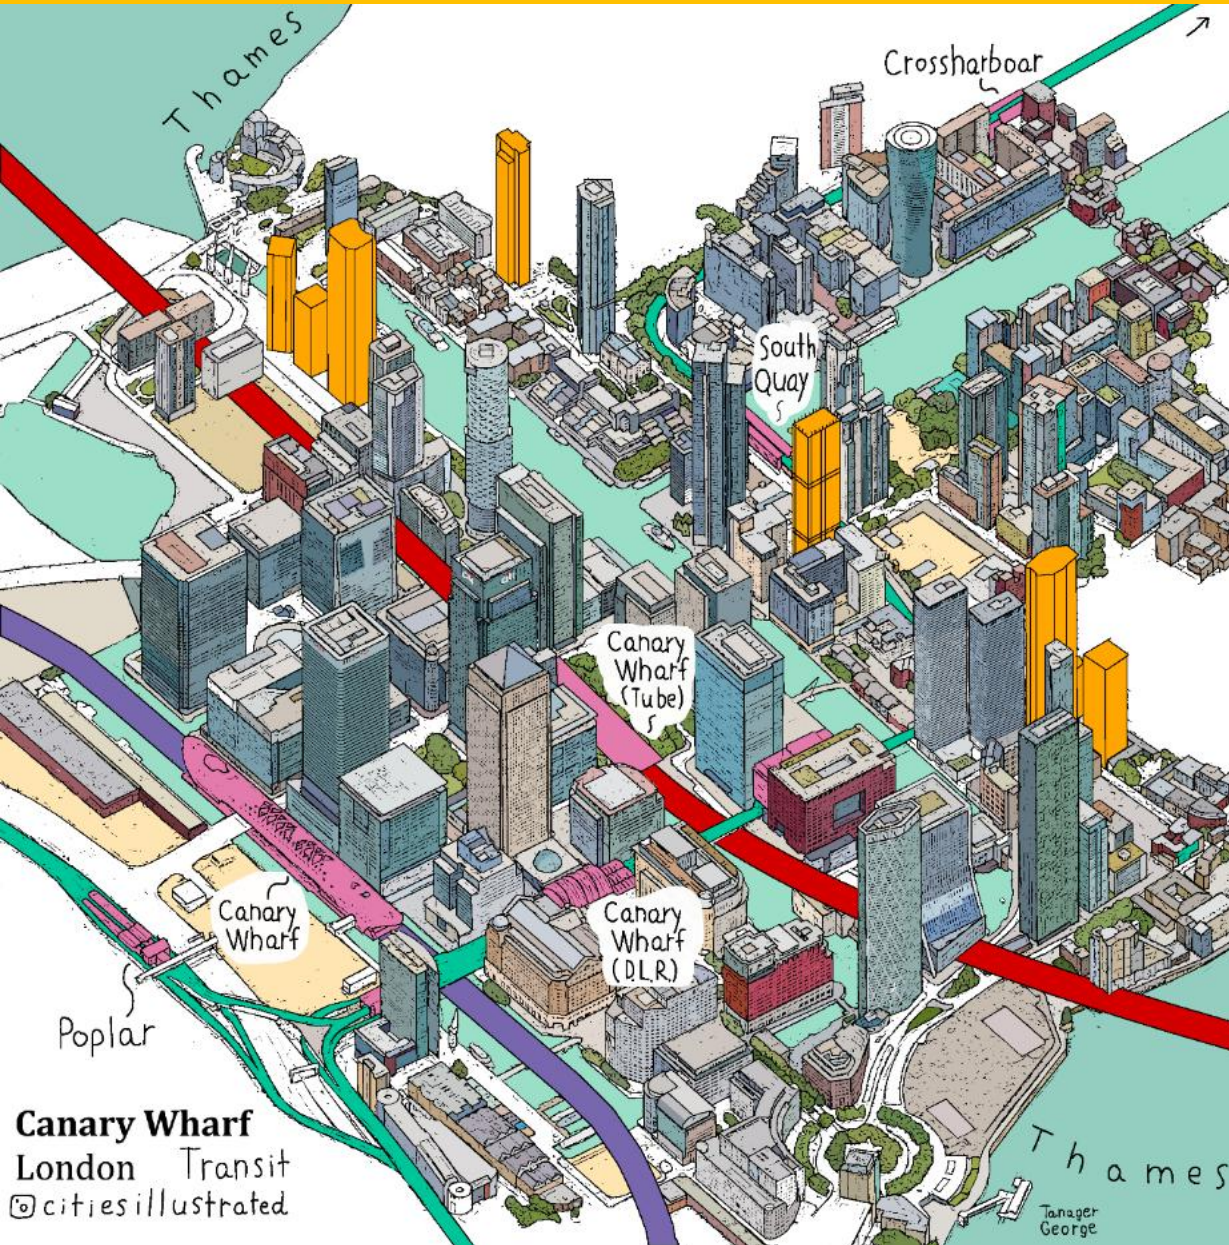 Thames
Crossharboar
South
Quay
Canary
Wharf
(Tube)
Canary
Wharf
Canary
Wharf
(D.L.R.)
Poplar
Canary Wharf
London Transit
citiesillustrated
Thames
Tanager
George